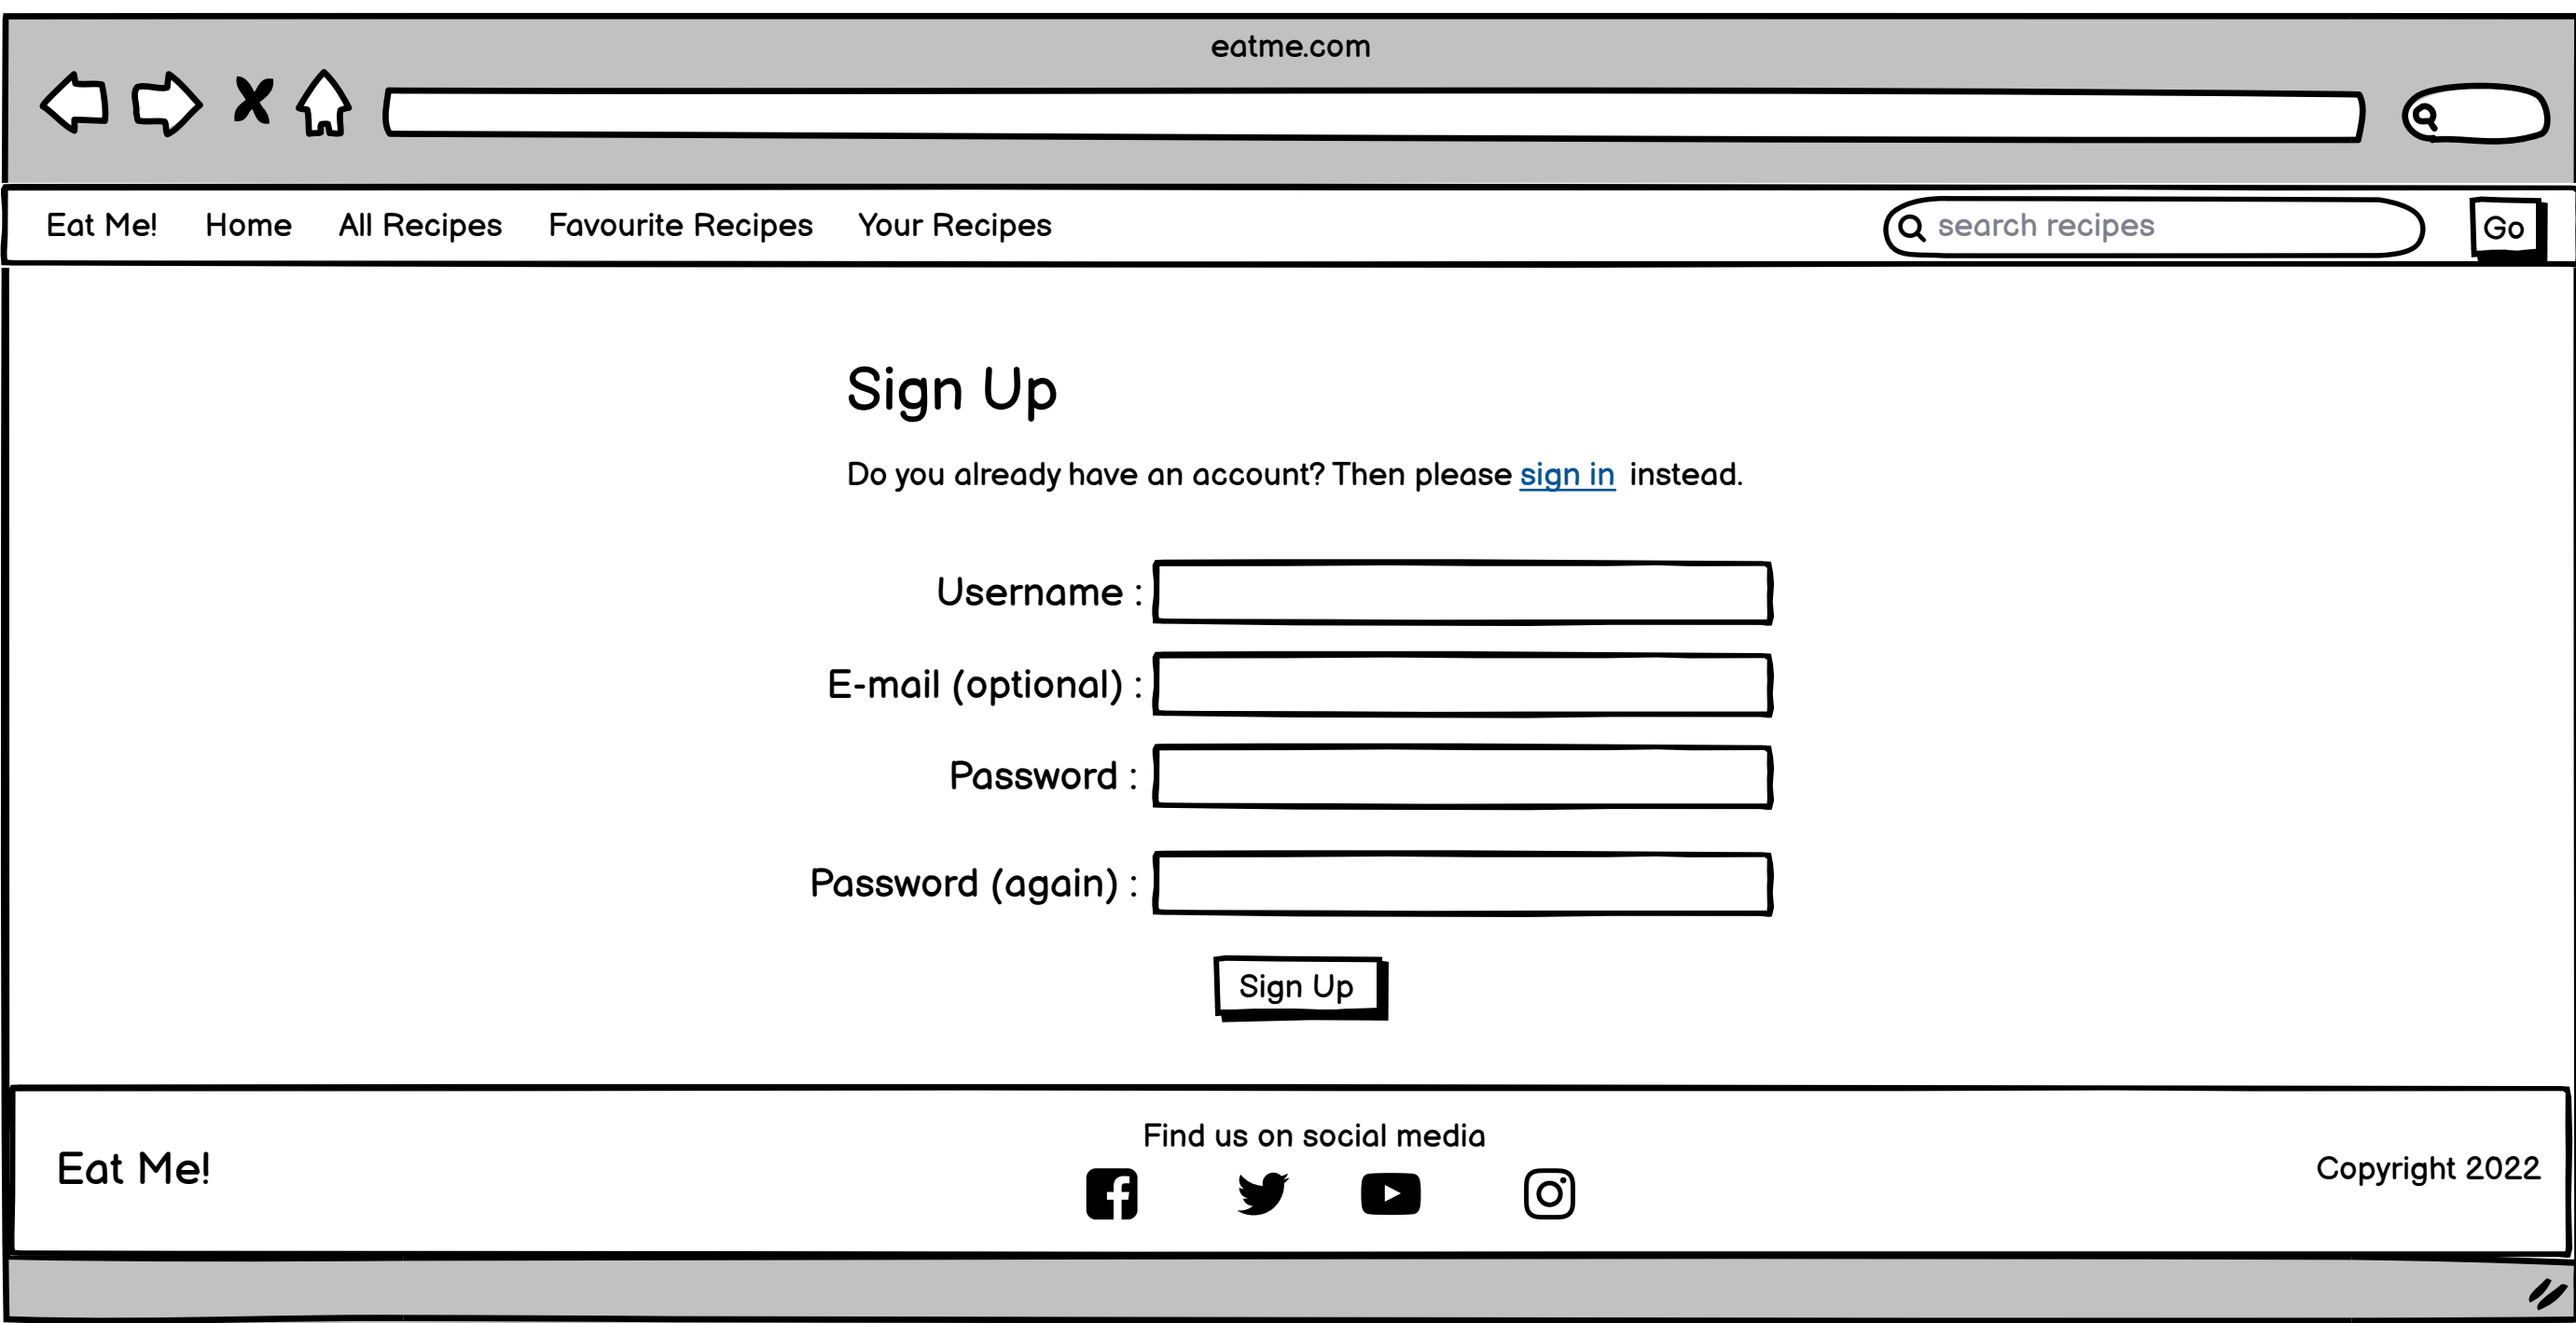 eatme.com
Eat Me! Home All Recipes Favourite Recipes Your Recipes search recipes Go
Sign Up
Do you already have an account? Then please sign in instead.
Username :
E-mail (optional) :
Password :
Password (again) :
Sign Up
Find us on social media
Eat Me!
Copyright 2022